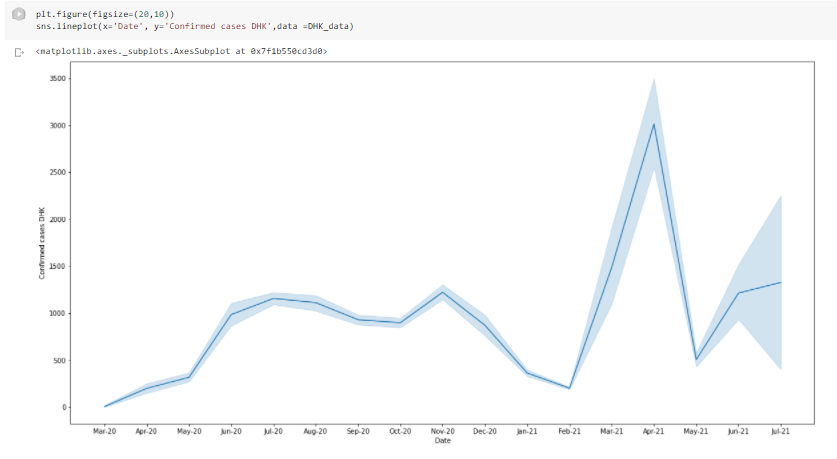 plt.figure(figsize=(20,10))
sns.lineplot(x='Date', y='Confirmed cases DHK',data =DHK_data)
<matplotlib.axes._subplots.AxesSubplot at 0x7f1b550cd3d0>
3500
3000
2500
2000
1500
1000
500
0
Confirmed cases DHK
Mar-20 Apr-20 May-20 Jun-20 Jul-20 Aug-20 Sep-20 Oct-20 Nov-20 Dec-20 Jan-21 Feb-21 Mar-21 Apr-21 May-21 Jun-21 Jul-21
Date